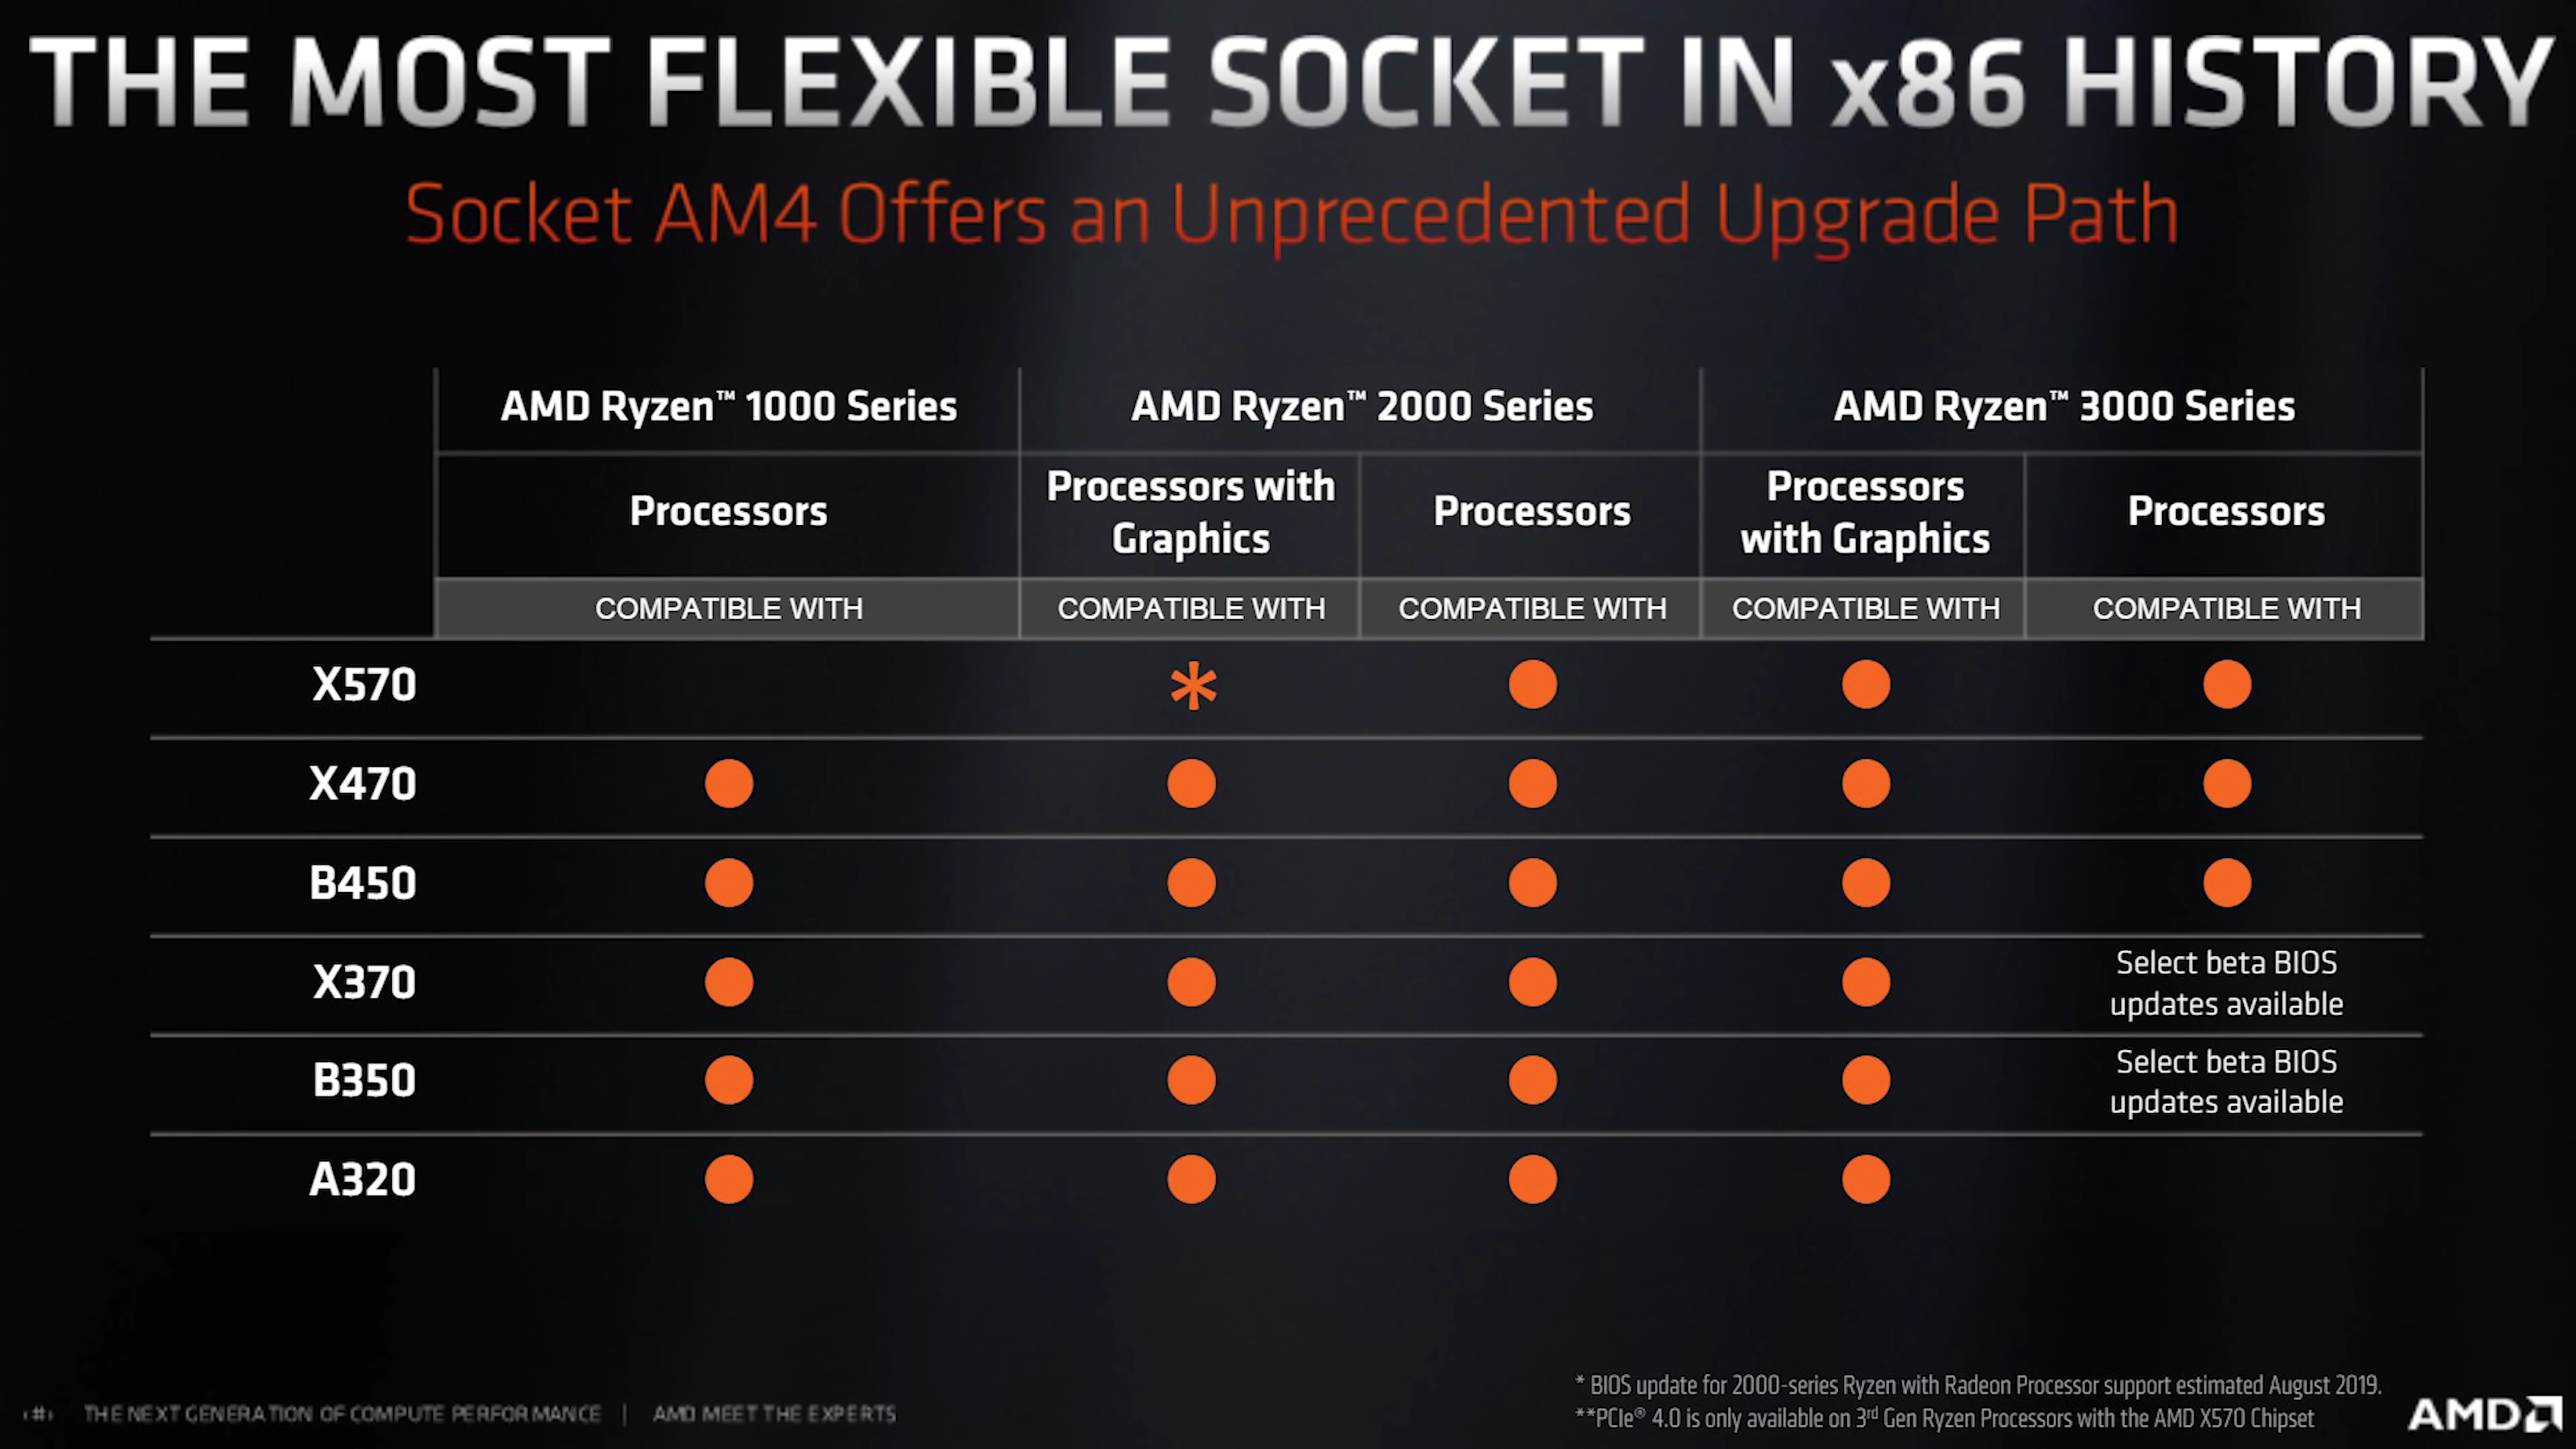 THE MOST FLEXIBLE SOCKET IN x86 HISTORY
Socket AM4 Offers an Unprecedented Upgrade Path
AMD Ryzen™ 1000 Series
AMD Ryzen™ 2000 Series
AMD Ryzen™ 3000 Series
Processors
Processors with
Graphics
Processors
Processors
with Graphics
Processors
COMPATIBLE WITH
COMPATIBLE WITH
COMPATIBLE WITH
COMPATIBLE WITH
COMPATIBLE WITH
X570
*
X470
B450
X370
Select beta BIOS
updates available
B350
Select beta BIOS
updates available
A320
* BIOS update for 2000-series Ryzen with Radeon Processor support estimated August 2019.
**PCIe® 4.0 is only available on 3rd Gen Ryzen Processors with the AMD X570 Chipset
‹#› THE NEXT GENERATION OF COMPUTE PERFORMANCE | AMD MEET THE EXPERTS
AMD